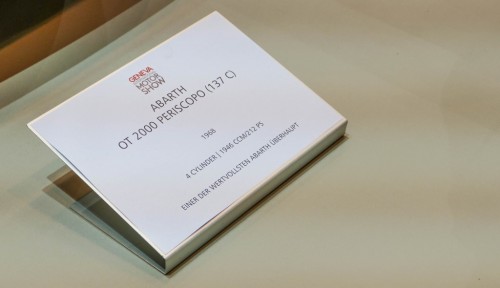 GENEVA
MOTOR
SHOW
ABARTH
OT 2000 PERISCOPO (137 C)
1968
4 CYLINDER | 1946 CCM/212 PS
EINER DER WERTVOLLSTEN ABARTH ÜBERHAUPT